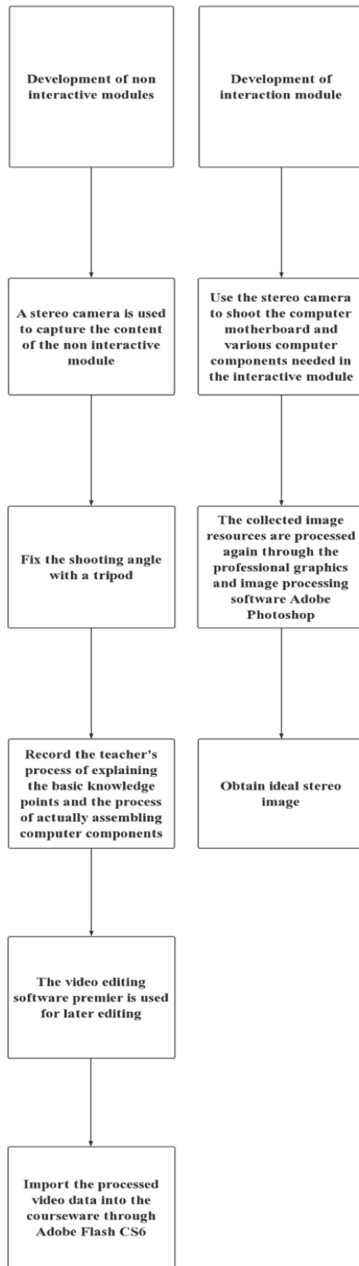 Development of non
interactive modules
Development of
interaction module
A stereo camera is used
to capture the content
of the non interactive
module
Use the stereo camera
to shoot the computer
motherboard and
various computer
components needed in
the interactive module
Fix the shooting angle
with a tripod
The collected image
resources are processed
again through the
professional graphics
and image processing
software Adobe
Photoshop
Record the teacher's
process of explaining
the basic knowledge
points and the process
of actually assembling
computer components
Obtain ideal stereo
image
The video editing
software premier is used
for later editing
Import the processed
video data into the
courseware through
Adobe Flash CS6